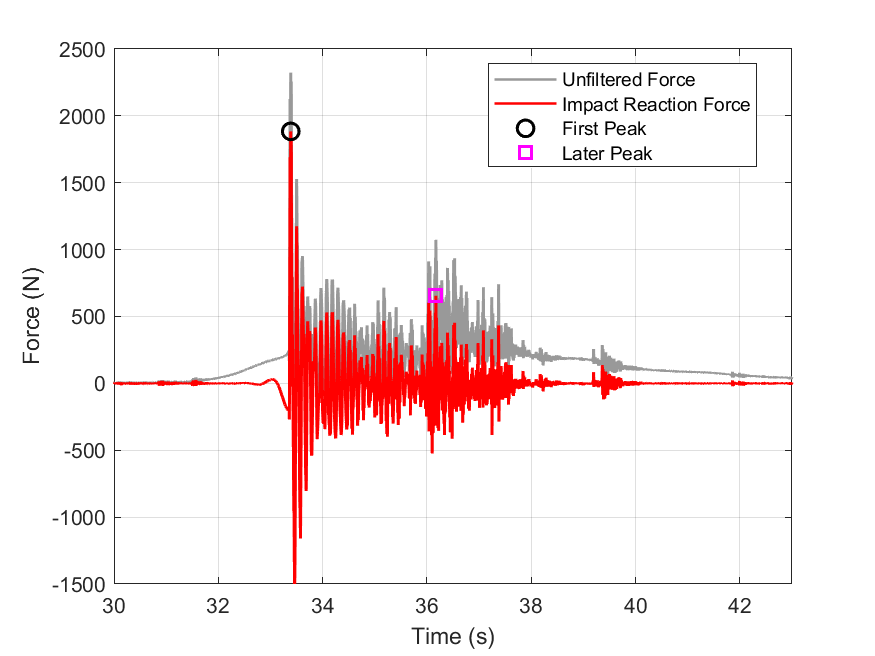 2500
2000
1500
1000
500
0
-500
-1000
-1500
30 32 34 36 38 40 42
Force (N)
Time (s)
Unfiltered Force
Impact Reaction Force
First Peak
Later Peak